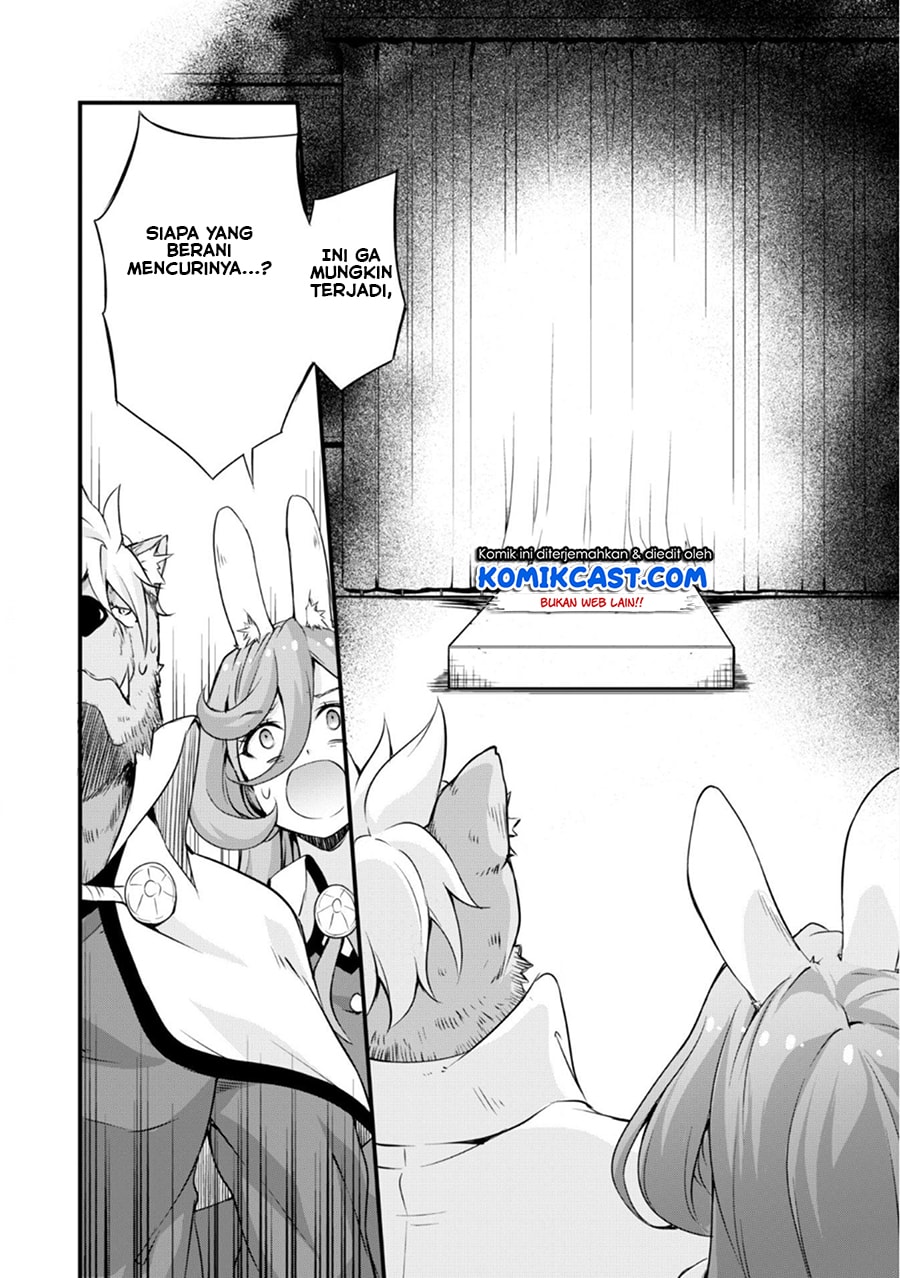 INI GA
MUNGKIN
TERJADI,
SIAPA YANG
BERANI
MENCURINYA...?
Komik ini diterjemahkan & diedit oleh
KOMIKCAST.COM
BUKAN WEB LAIN!!